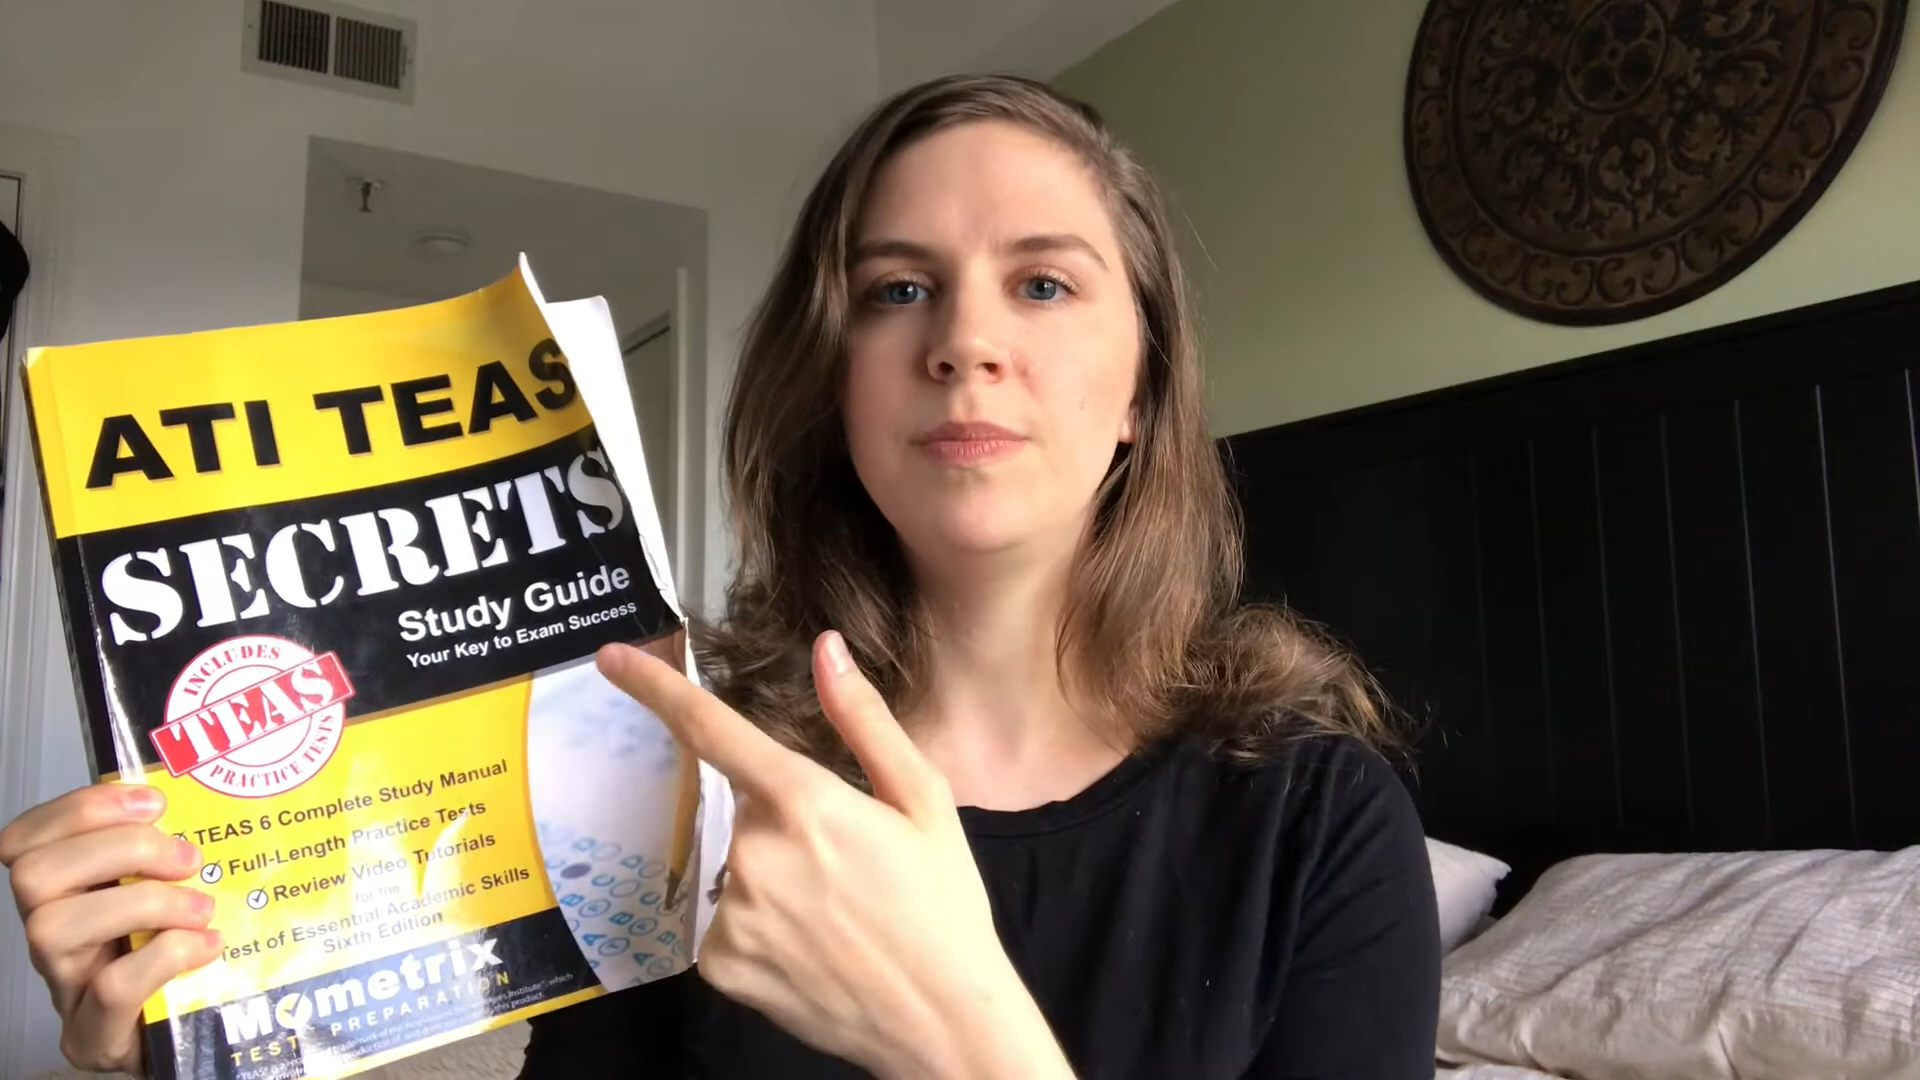 ATI TEAS
SECRETS
Study Guide
Your Key to Exam Success
INCLUDES
TEAS
PRACTICE TESTS
TEAS 6 Complete Study Manual
Full-Length Practice Tests
Review Video Tutorials
for the
Test of Essential Academic Skills
Sixth Edition
Mometrix
TEST PREPARATION